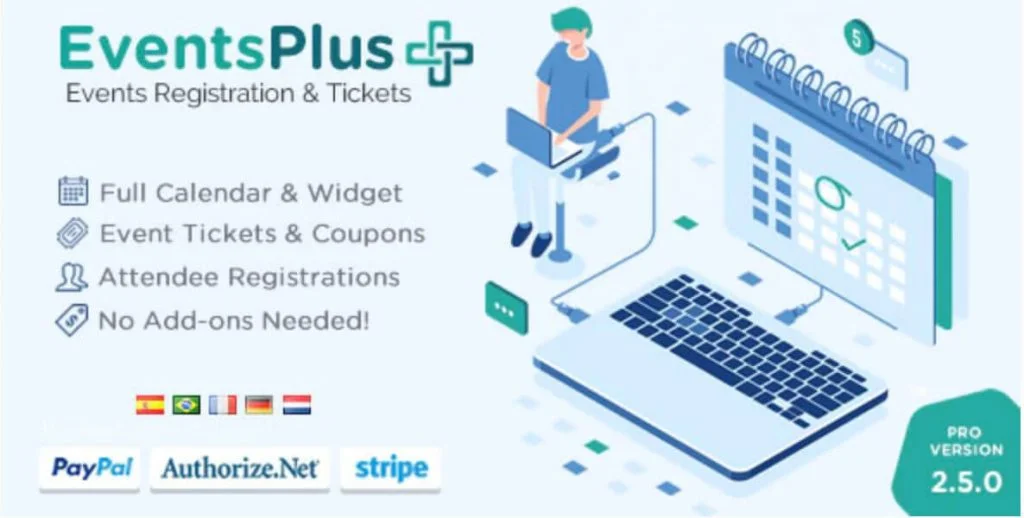 EventsPlus
Events Registration & Tickets
5
Full Calendar & Widget
Event Tickets & Coupons
Attendee Registrations
No Add-ons Needed!
PayPal
Authorize.Net
stripe
PRO
VERSION
2.5.0